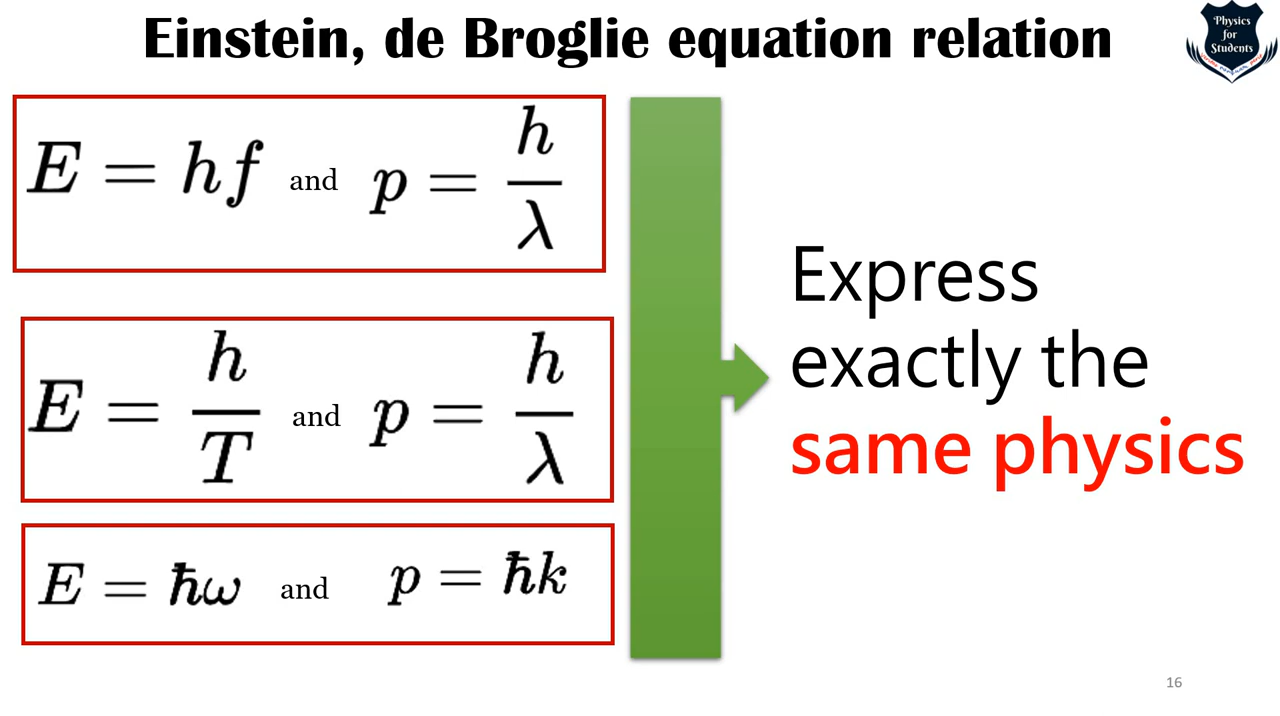 Einstein, de Broglie equation relation
Physics
for
Students
E = hf and p = h/λ
E = h/T and p = h/λ
E = ħω and p = ħk
Express
exactly the
same physics
16